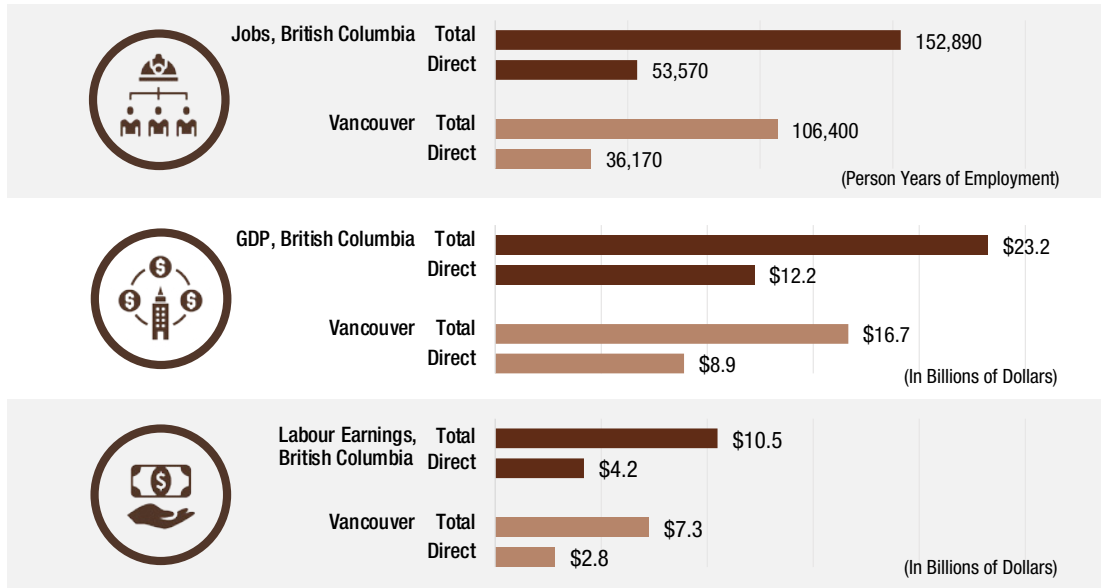 Jobs, British Columbia Total 152,890
Direct 53,570
Vancouver Total 106,400
Direct 36,170
(Person Years of Employment)
GDP, British Columbia Total $23.2
Direct $12.2
Vancouver Total $16.7
Direct $8.9
(In Billions of Dollars)
Labour Earnings, Total $10.5
British Columbia Direct $4.2
Vancouver Total $7.3
Direct $2.8
(In Billions of Dollars)